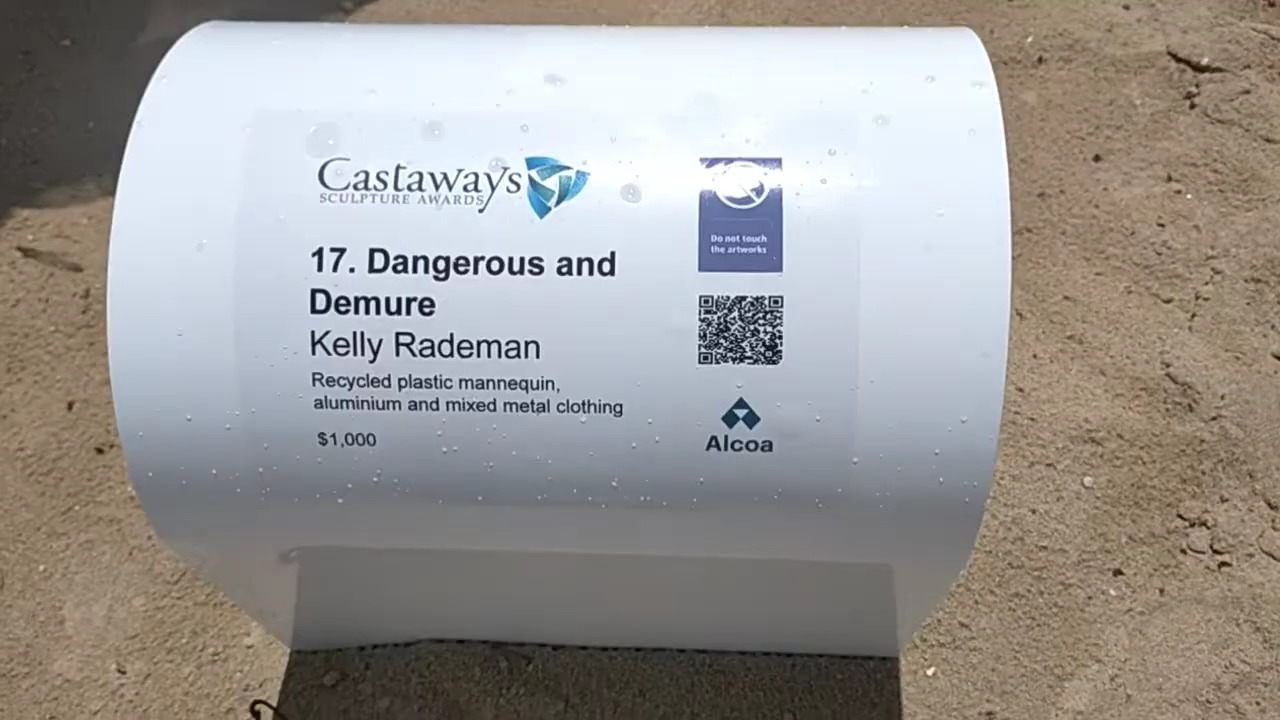 Castaways
SCULPTURE AWARDS
17. Dangerous and
Demure
Kelly Rademan
Recycled plastic mannequin,
aluminium and mixed metal clothing
$1,000
Do not touch
the artworks
Alcoa